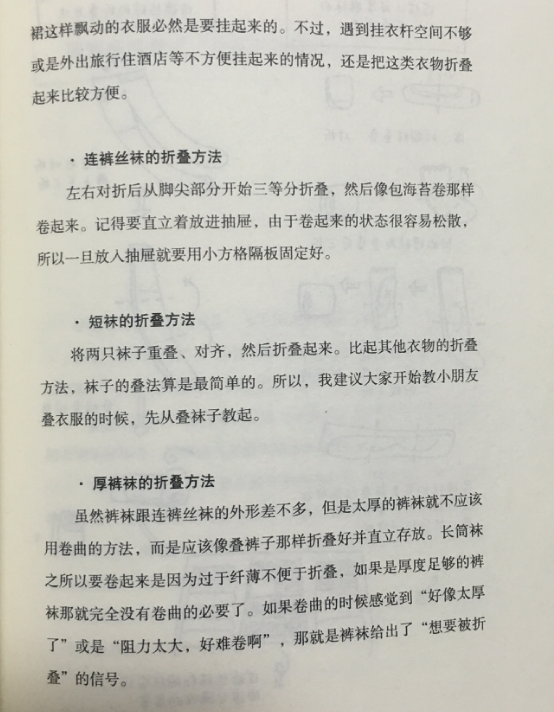 裙这样飘动的衣服必然是要挂起来的。不过，遇到挂衣杆空间不够
或是外出旅行住酒店等不方便挂起来的情况，还是把这类衣物折叠
起来比较方便。
· 连裤丝袜的折叠方法
左右对折后从脚尖部分开始三等分折叠，然后像包海苔卷那样
卷起来。记得要直立着放进抽屉，由于卷起来的状态很容易松散，
所以一旦放入抽屉就要用小方格隔板固定好。
· 短袜的折叠方法
将两只袜子重叠、对齐，然后折叠起来。比起其他衣物的折叠
方法，袜子的叠法算是最简单的。所以，我建议大家开始教小朋友
叠衣服的时候，先从叠袜子教起。
· 厚裤袜的折叠方法
虽然裤袜跟连裤丝袜的外形差不多，但是太厚的裤袜就不应该
用卷曲的方法，而是应该像叠裤子那样折叠好并直立存放。长筒袜
之所以要卷起来是因为过于纤薄不便于折叠，如果是厚度足够的裤
袜那就完全没有卷曲的必要了。如果卷曲的时候感觉到“好像太厚
了”或是“阻力太大，好难卷啊”，那就是裤袜给出了“想要被折
叠”的信号。